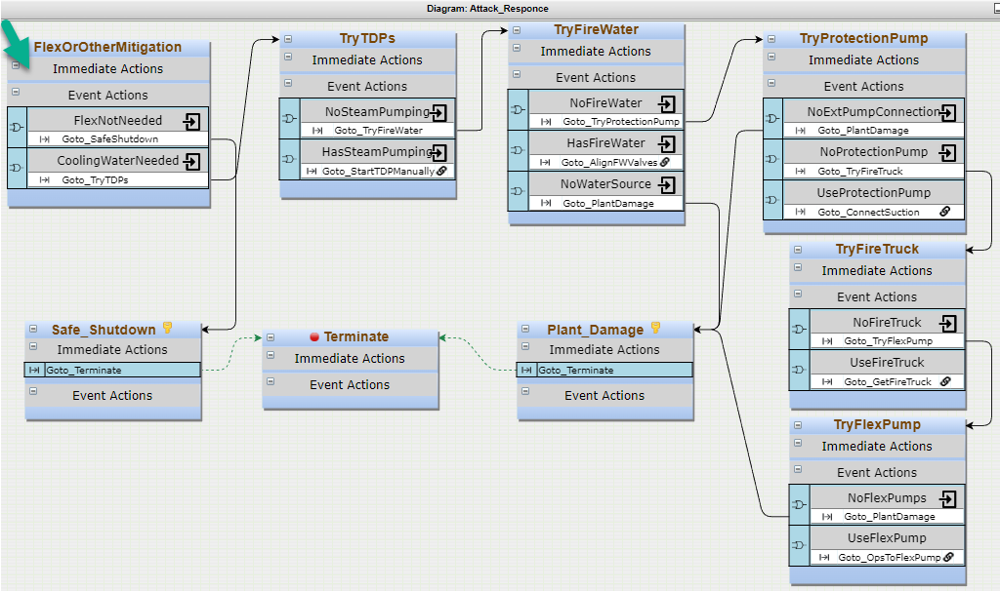 Diagram: Attack_Responce
FlexOrOtherMitigation
Immediate Actions
Event Actions
FlexNotNeeded
Goto_SafeShutdown
CoolingWaterNeeded
Goto_TryTDPs
TryTDPs
Immediate Actions
Event Actions
NoSteamPumping
Goto_TryFireWater
HasSteamPumping
Goto_StartTDPManually
TryFireWater
Immediate Actions
Event Actions
NoFireWater
Goto_TryProtectionPump
HasFireWater
Goto_AlignFWValves
NoWaterSource
Goto_PlantDamage
TryProtectionPump
Immediate Actions
Event Actions
NoExtPumpConnection
Goto_PlantDamage
NoProtectionPump
Goto_TryFireTruck
UseProtectionPump
Goto_ConnectSuction
TryFireTruck
Immediate Actions
Event Actions
NoFireTruck
Goto_TryFlexPump
UseFireTruck
Goto_GetFireTruck
Safe_Shutdown
Immediate Actions
Goto_Terminate
Event Actions
Terminate
Immediate Actions
Event Actions
Plant_Damage
Immediate Actions
Goto_Terminate
Event Actions
TryFlexPump
Immediate Actions
Event Actions
NoFlexPumps
Goto_PlantDamage
UseFlexPump
Goto_OpsToFlexPump